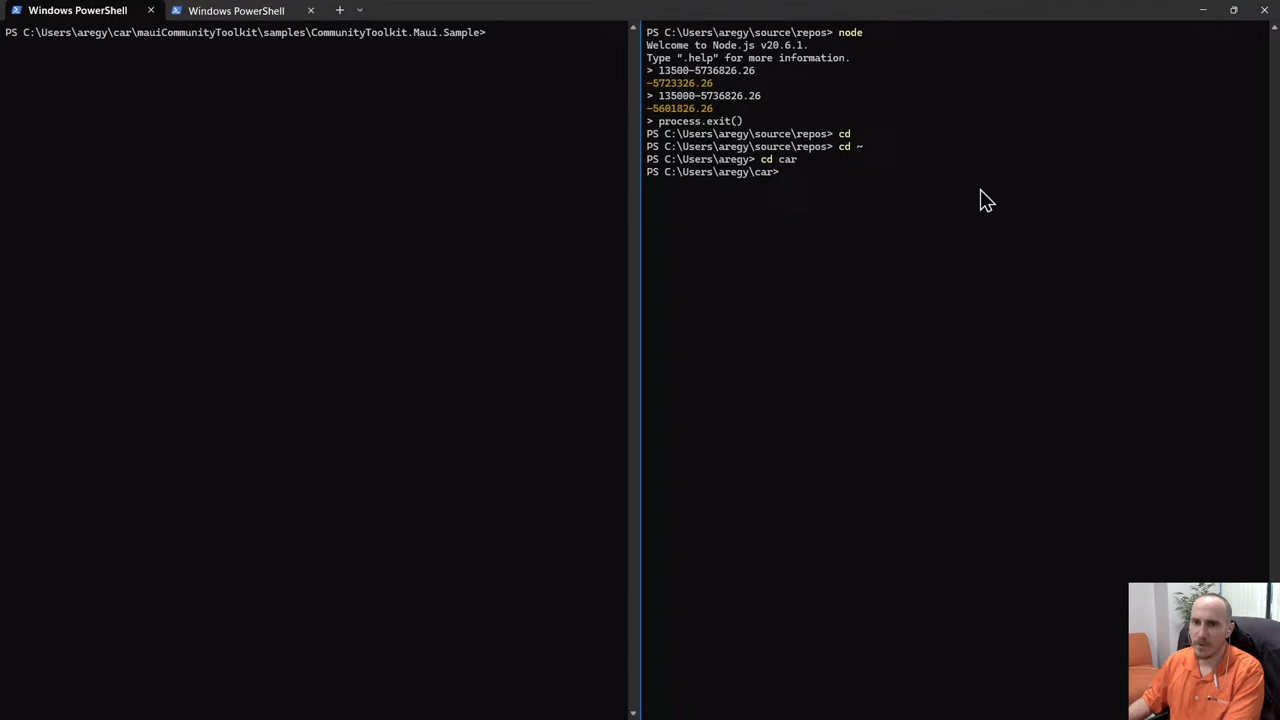 Windows PowerShell
Windows PowerShell
PS C:\Users\aregy\car\mauiCommunityToolkit\samples\CommunityToolkit.Maui.Sample>
PS C:\Users\aregy\source\repos> node
Welcome to Node.js v20.6.1.
Type ".help" for more information.
> 13500-5736826.26
-5723326.26
> 135000-5736826.26
-5601826.26
> process.exit()
PS C:\Users\aregy\source\repos> cd
PS C:\Users\aregy\source\repos> cd ~
PS C:\Users\aregy> cd car
PS C:\Users\aregy\car>